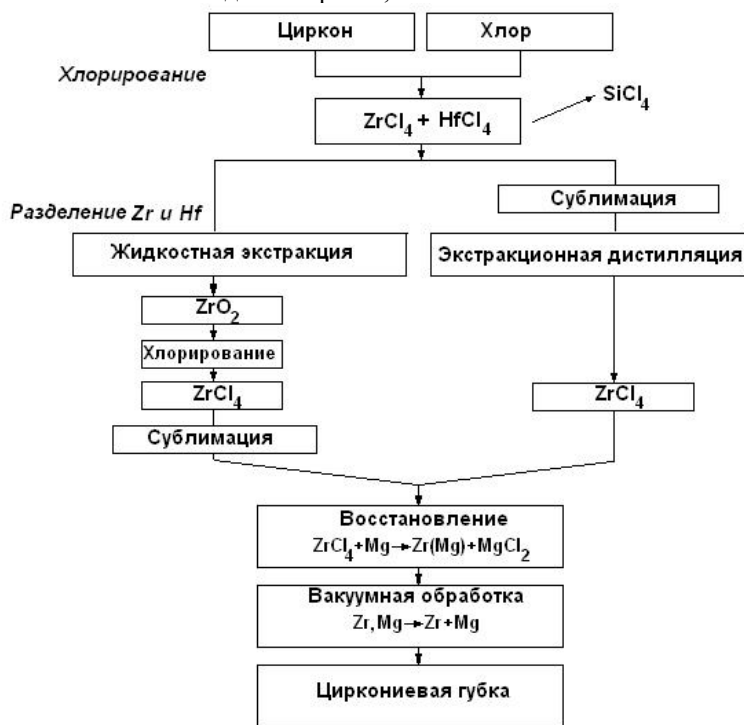 Циркон
Хлор
Хлорирование
ZrCl₄ + HfCl₄
SiCl₄
Сублимация
Разделение Zr и Hf
Жидкостная экстракция
Экстракционная дистилляция
ZrO₂
Хлорирование
ZrCl₄
ZrCl₄
Сублимация
Восстановление
ZrCl₄+Mg→Zr(Mg)+MgCl₂
Вакуумная обработка
Zr,Mg→Zr+Mg
Циркониевая губка